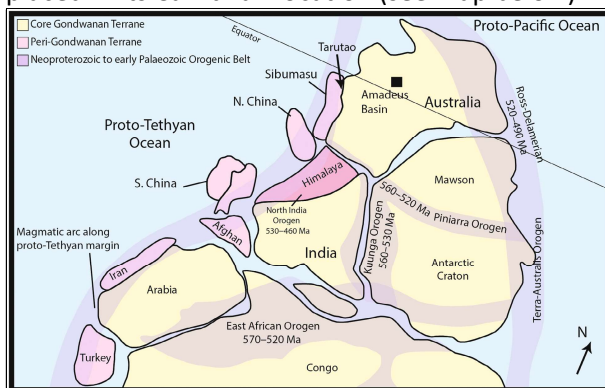 Core Gondwanan Terrane
Peri-Gondwanan Terrane
Neoproterozoic to early Palaeozoic Orogenic Belt
Equator
Proto-Pacific Ocean
Tarutao
Sibumasu
N. China
Amadeus
Basin
Australia
Ross-Delamerian
520–490 Ma
Proto-Tethyan
Ocean
S. China
Himalaya
North India
Orogen
530–460 Ma
Mawson
560–520 Ma Pinjarra Orogen
Kuunga Orogen
560–530 Ma
Afghan
India
Antarctic
Craton
Terra-Australis Orogen
Magmatic arc along
proto-Tethyan margin
Iran
Arabia
East African Orogen
570–520 Ma
Turkey
Congo
N